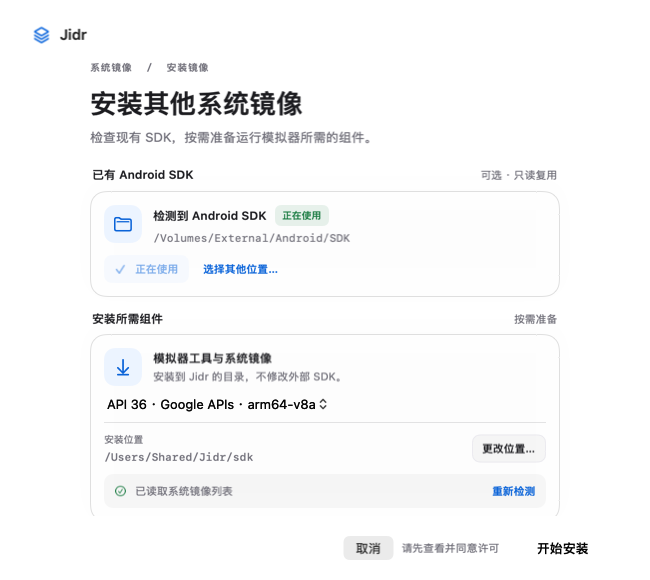 Jidr
系统镜像 / 安装镜像
安装其他系统镜像
检查现有 SDK，按需准备运行模拟器所需的组件。
已有 Android SDK 可选 · 只读复用
检测到 Android SDK 正在使用
/Volumes/External/Android/SDK
正在使用 选择其他位置...
安装所需组件 按需准备
模拟器工具与系统镜像
安装到 Jidr 的目录，不修改外部 SDK。
API 36 · Google APIs · arm64-v8a
安装位置
/Users/Shared/Jidr/sdk
更改位置...
已读取系统镜像列表 重新检测
取消 请先查看并同意许可 开始安装